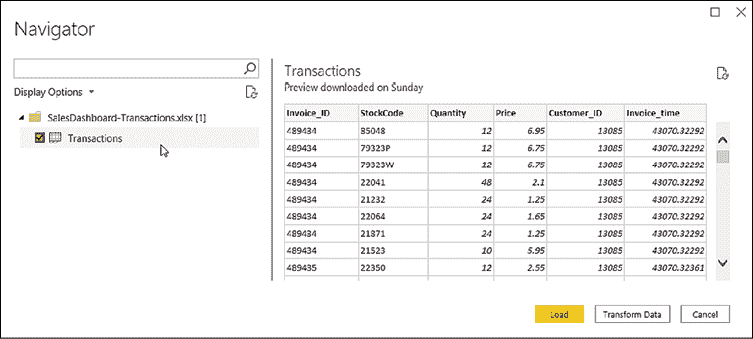 Navigator
Display Options
SalesDashboard-Transactions.xlsx [1]
Transactions
Transactions
Preview downloaded on Sunday
Invoice_ID StockCode Quantity Price Customer_ID Invoice_time
489434 85048 12 6.95 13085 43070.32292
489434 79323P 12 6.75 13085 43070.32292
489434 79323W 12 6.75 13085 43070.32292
489434 22041 48 2.1 13085 43070.32292
489434 21232 24 1.25 13085 43070.32292
489434 22064 24 1.65 13085 43070.32292
489434 21871 24 1.25 13085 43070.32292
489434 21523 10 5.95 13085 43070.32292
489435 22350 12 2.55 13085 43070.32361
Load Transform Data Cancel